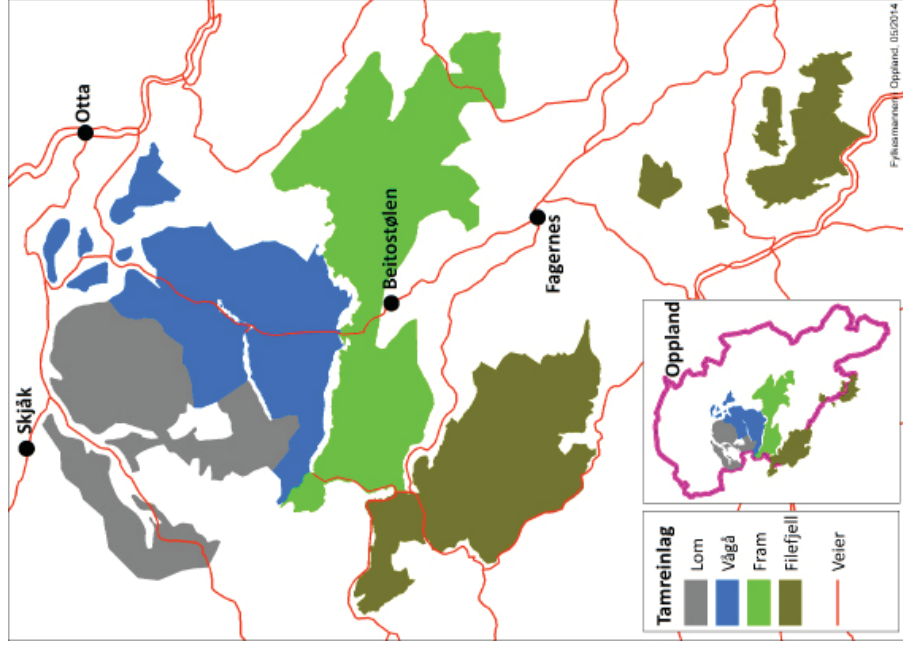 Skjåk
Otta
Beitostølen
Fagernes
Oppland
Tamreinlag
Lom
Vågå
Fram
Filefjell
Veier
Fylkesmannen i Oppland, 05/2014